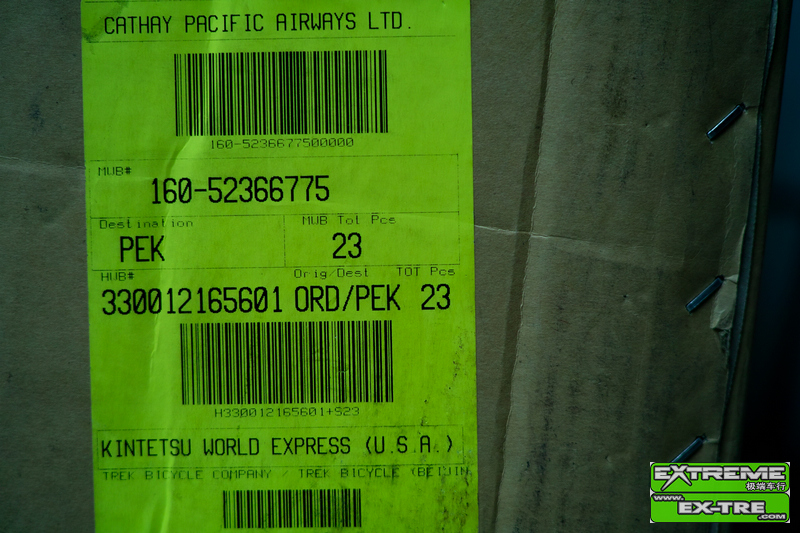 CATHAY PACIFIC AIRWAYS LTD.
160-5236677500000
MWB#
160-52366775
Destination MWB Tot Pcs
PEK 23
HWB# Orig/Dest TOT Pcs
330012165601 ORD/PEK 23
H330012165601+S23
KINTETSU WORLD EXPRESS (U.S.A.)
TREK BICYCLE COMPANY / TREK BICYCLE (BEIJIN
EXTREME
极端车行
www.
EX-TRE
.COM